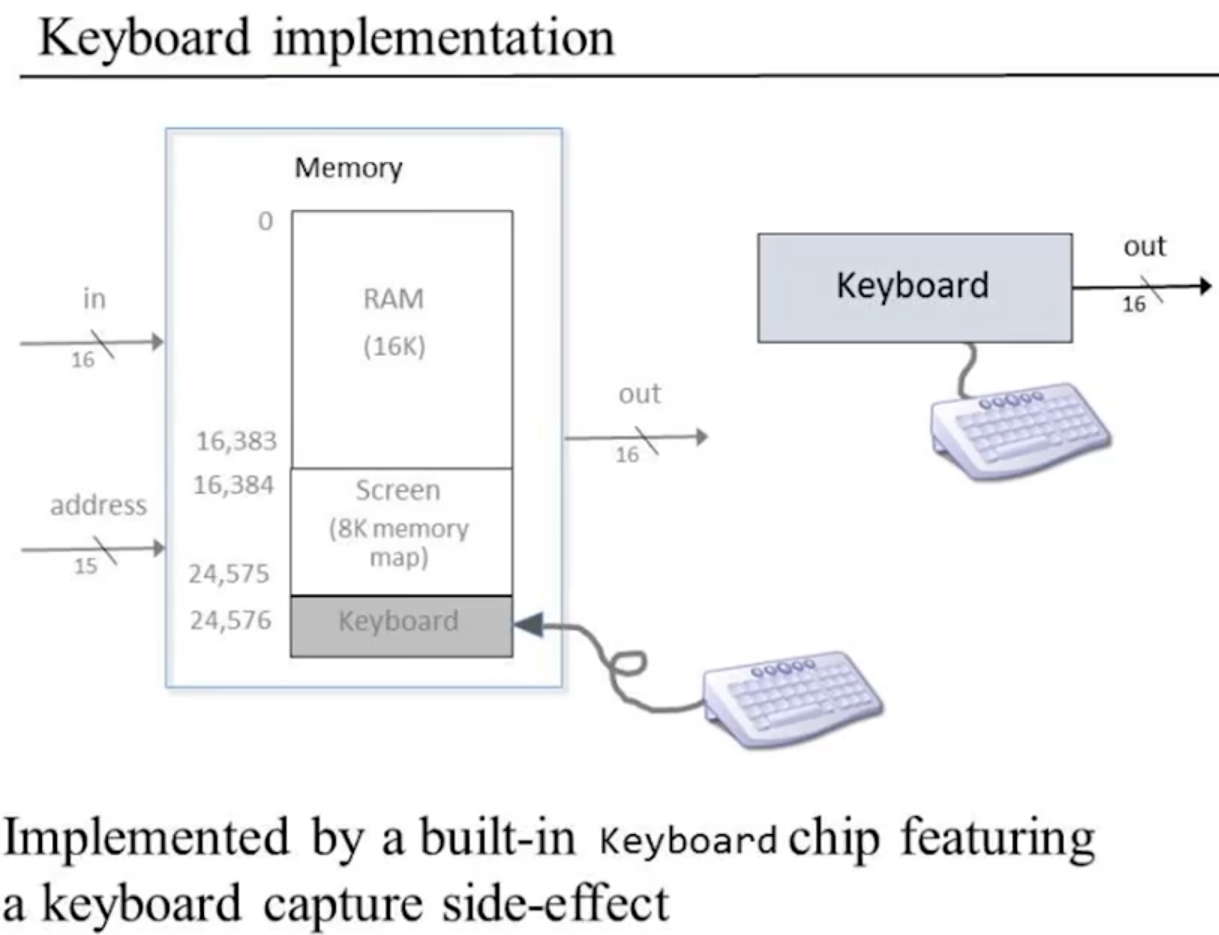 Keyboard implementation
Memory
0
RAM
(16K)
in
16
16,383
16,384
Screen
(8K memory
map)
address
15
24,575
24,576
Keyboard
out
16
Keyboard
out
16
Implemented by a built-in Keyboard chip featuring
a keyboard capture side-effect